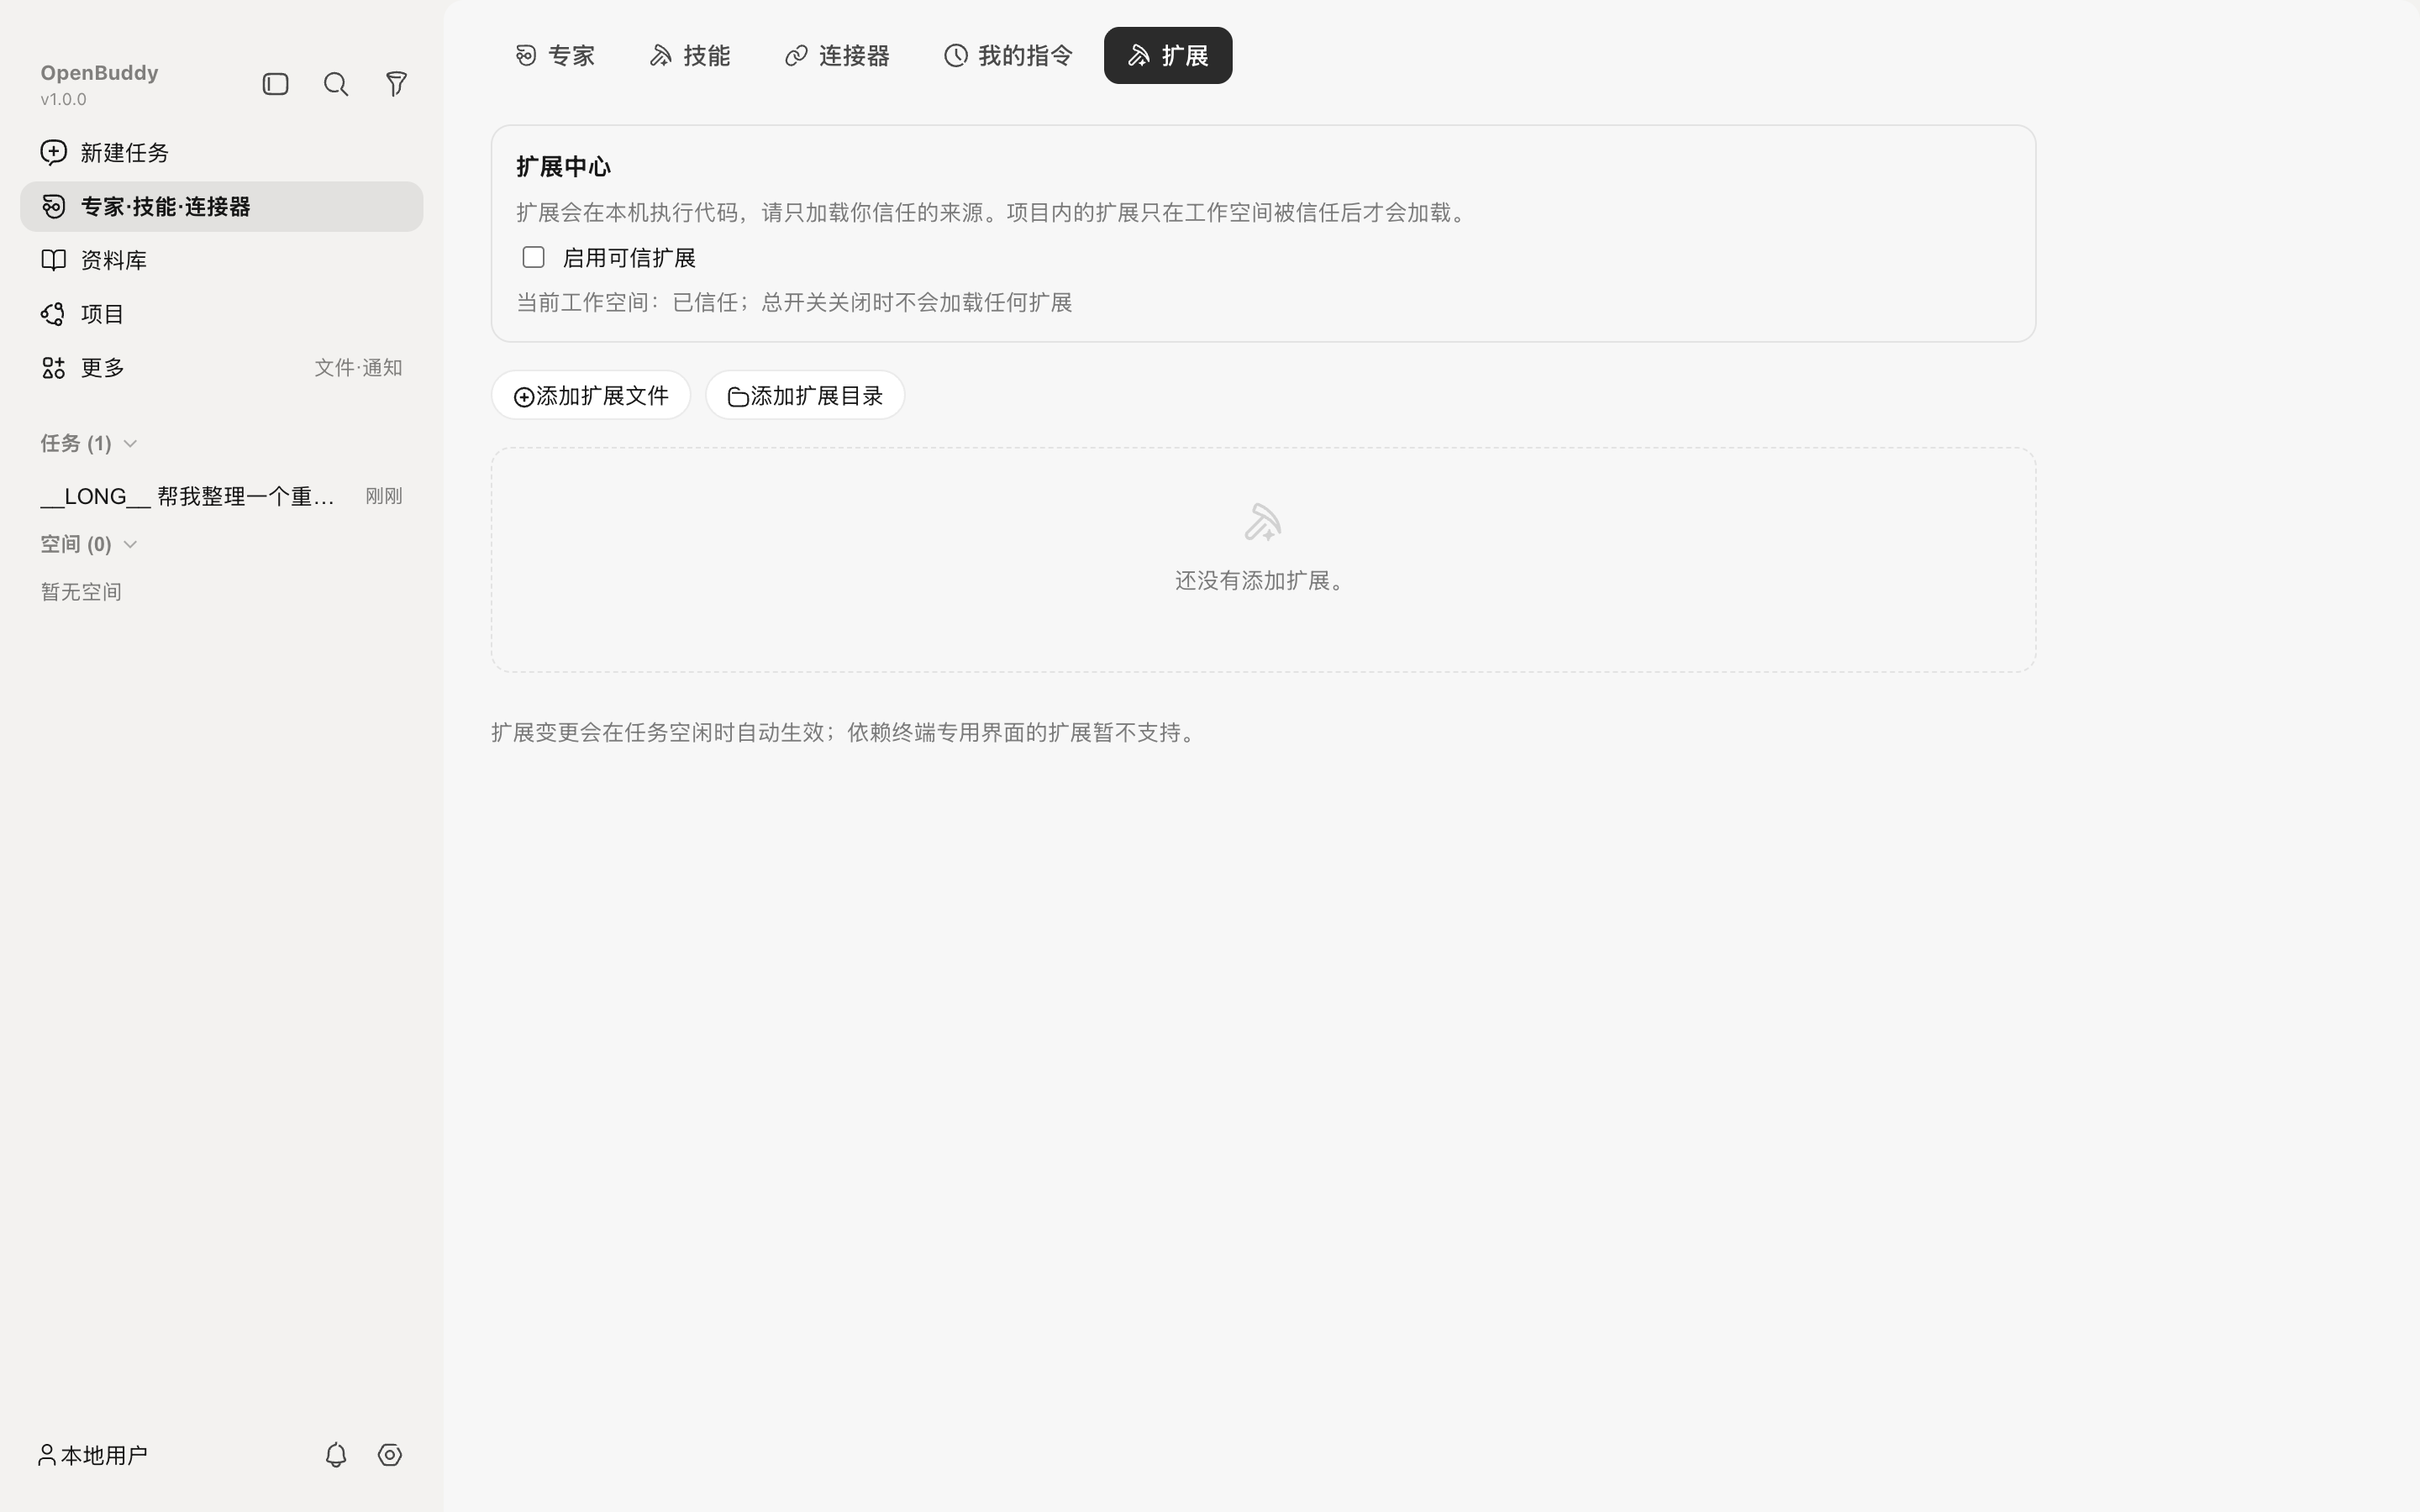 OpenBuddy
v1.0.0
新建任务
专家·技能·连接器
资料库
项目
更多 文件·通知
任务 (1)
__LONG__ 帮我整理一个重… 刚刚
空间 (0)
暂无空间
本地用户
专家 技能 连接器 我的指令 扩展
扩展中心
扩展会在本机执行代码，请只加载你信任的来源。项目内的扩展只在工作空间被信任后才会加载。
启用可信扩展
当前工作空间：已信任；总开关关闭时不会加载任何扩展
添加扩展文件 添加扩展目录
还没有添加扩展。
扩展变更会在任务空闲时自动生效；依赖终端专用界面的扩展暂不支持。